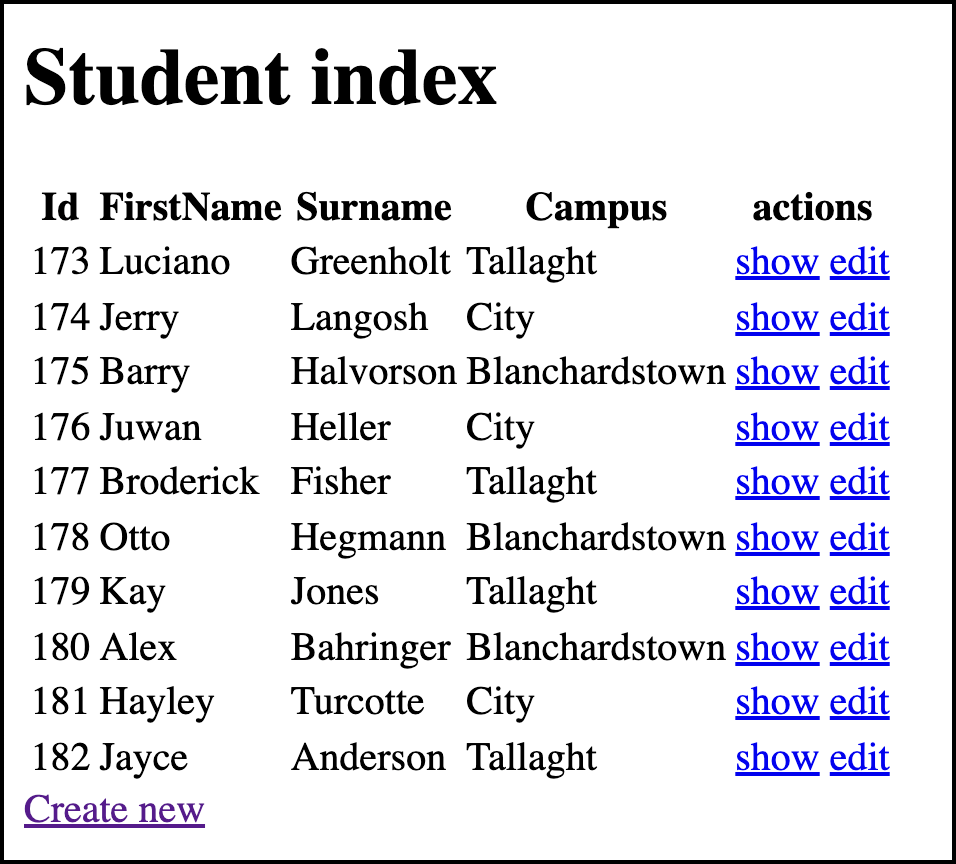 Student index
Id FirstName Surname Campus actions
173 Luciano Greenholt Tallaght show edit
174 Jerry Langosh City show edit
175 Barry Halvorson Blanchardstown show edit
176 Juwan Heller City show edit
177 Broderick Fisher Tallaght show edit
178 Otto Hegmann Blanchardstown show edit
179 Kay Jones Tallaght show edit
180 Alex Bahringer Blanchardstown show edit
181 Hayley Turcotte City show edit
182 Jayce Anderson Tallaght show edit
Create new